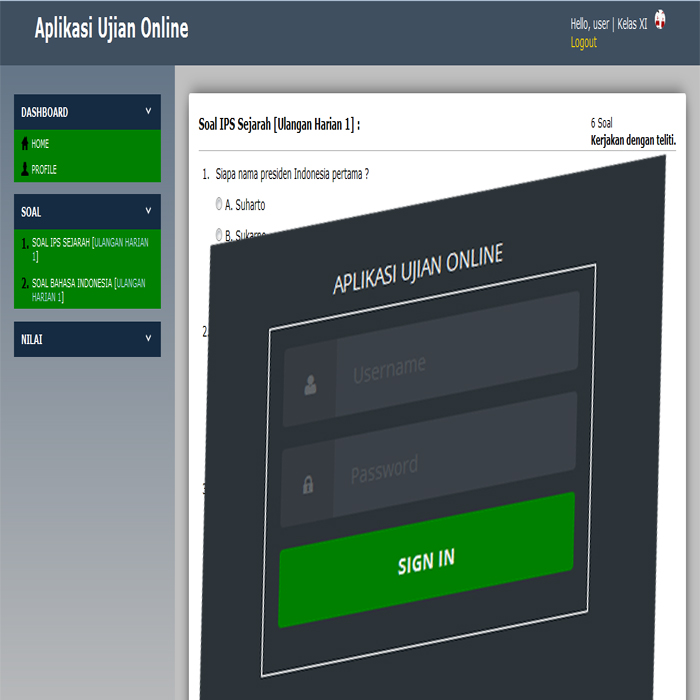 Aplikasi Ujian Online
Hello, user | Kelas XI
Logout
DASHBOARD
HOME
PROFILE
SOAL
1. SOAL IPS SEJARAH [ULANGAN HARIAN
1]
2. SOAL BAHASA INDONESIA [ULANGAN
HARIAN 1]
NILAI
Soal IPS Sejarah [Ulangan Harian 1] :
6 Soal
Kerjakan dengan teliti.
1. Siapa nama presiden Indonesia pertama ?
A. Suharto
B. Sukarno
2.
APLIKASI UJIAN ONLINE
Username
Password
SIGN IN